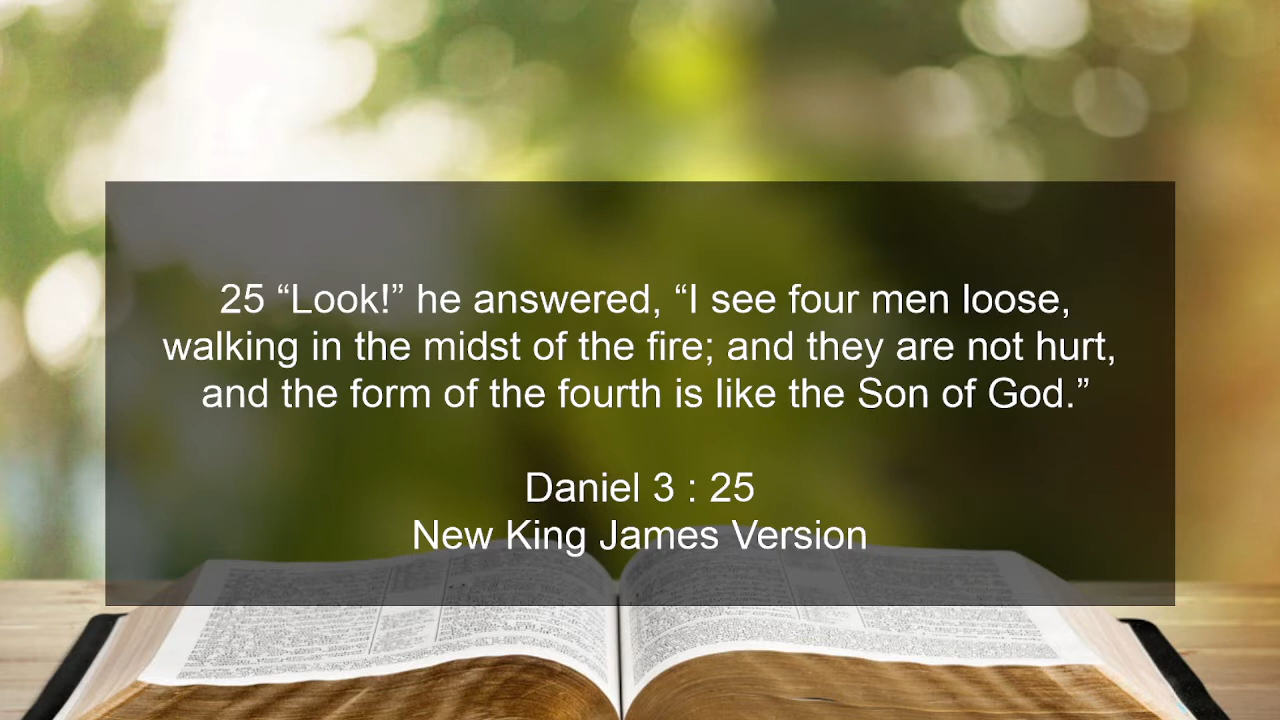 25 “Look!” he answered, “I see four men loose,
walking in the midst of the fire; and they are not hurt,
and the form of the fourth is like the Son of God.”
Daniel 3 : 25
New King James Version